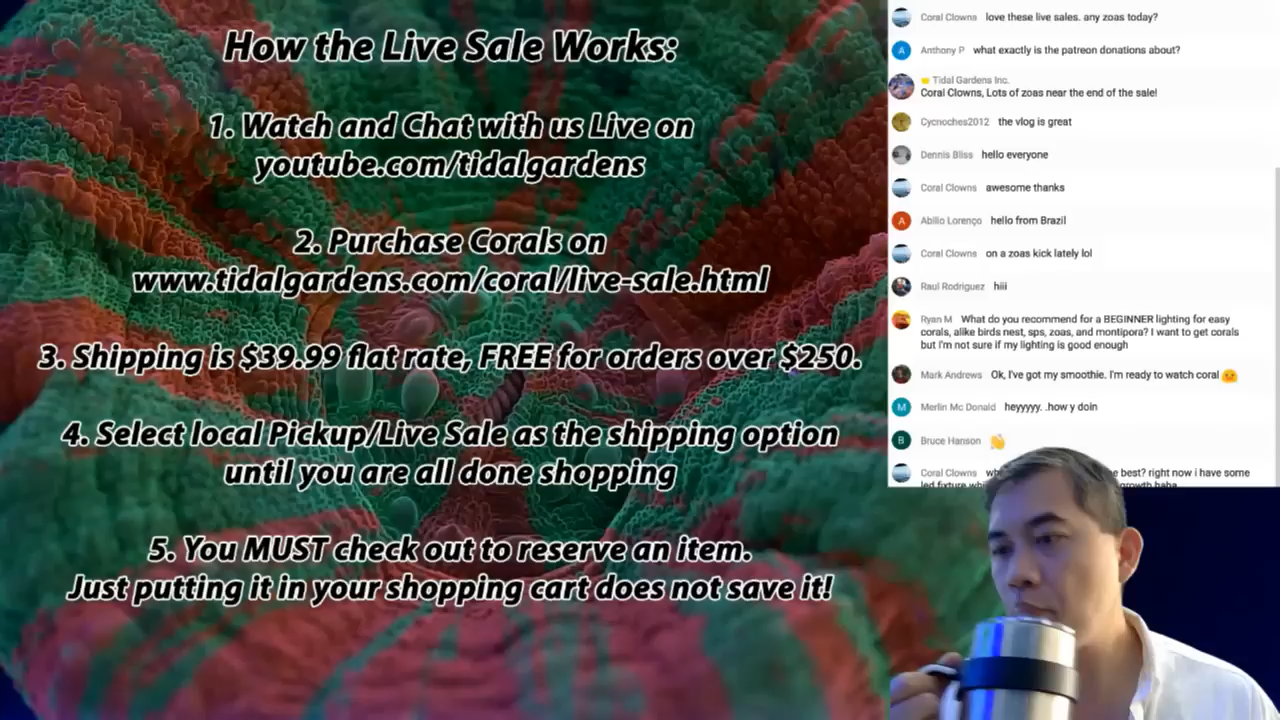 How the Live Sale Works:
1. Watch and Chat with us Live on
youtube.com/tidalgardens
2. Purchase Corals on
www.tidalgardens.com/coral/live-sale.html
3. Shipping is $39.99 flat rate, FREE for orders over $250.
4. Select local Pickup/Live Sale as the shipping option
until you are all done shopping
5. You MUST check out to reserve an item.
Just putting it in your shopping cart does not save it!
Coral Clowns love these live sales. any zoas today?
A Anthony P what exactly is the patreon donations about?
Tidal Gardens Inc.
Coral Clowns, Lots of zoas near the end of the sale!
Cycnoches2012 the vlog is great
Dennis Bliss hello everyone
Coral Clowns awesome thanks
A Abilio Lorenço hello from Brazil
Coral Clowns on a zoas kick lately lol
Raul Rodriguez hiii
Ryan M What do you recommend for a BEGINNER lighting for easy
corals, alike birds nest, sps, zoas, and montipora? I want to get corals
but i'm not sure if my lighting is good enough
Mark Andrews Ok, I've got my smoothie. I'm ready to watch coral
M Merlin Mc Donald heyyyyy. .how y doin
B Bruce Hanson
Coral Clowns best? right now i have some
led fixture growth haha